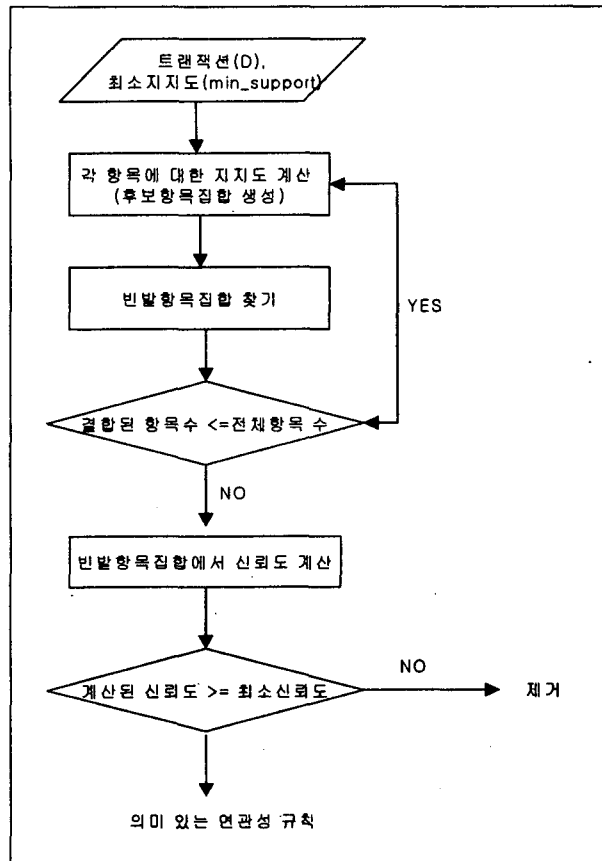 트랜잭션(D),
최소지지도(min_support)
각 항목에 대한 지지도 계산
(후보항목집합 생성)
빈발항목집합 찾기
YES
결합된 항목수 <=전체항목 수
NO
빈발항목집합에서 신뢰도 계산
계산된 신뢰도 >= 최소신뢰도
NO
제거
의미 있는 연관성 규칙